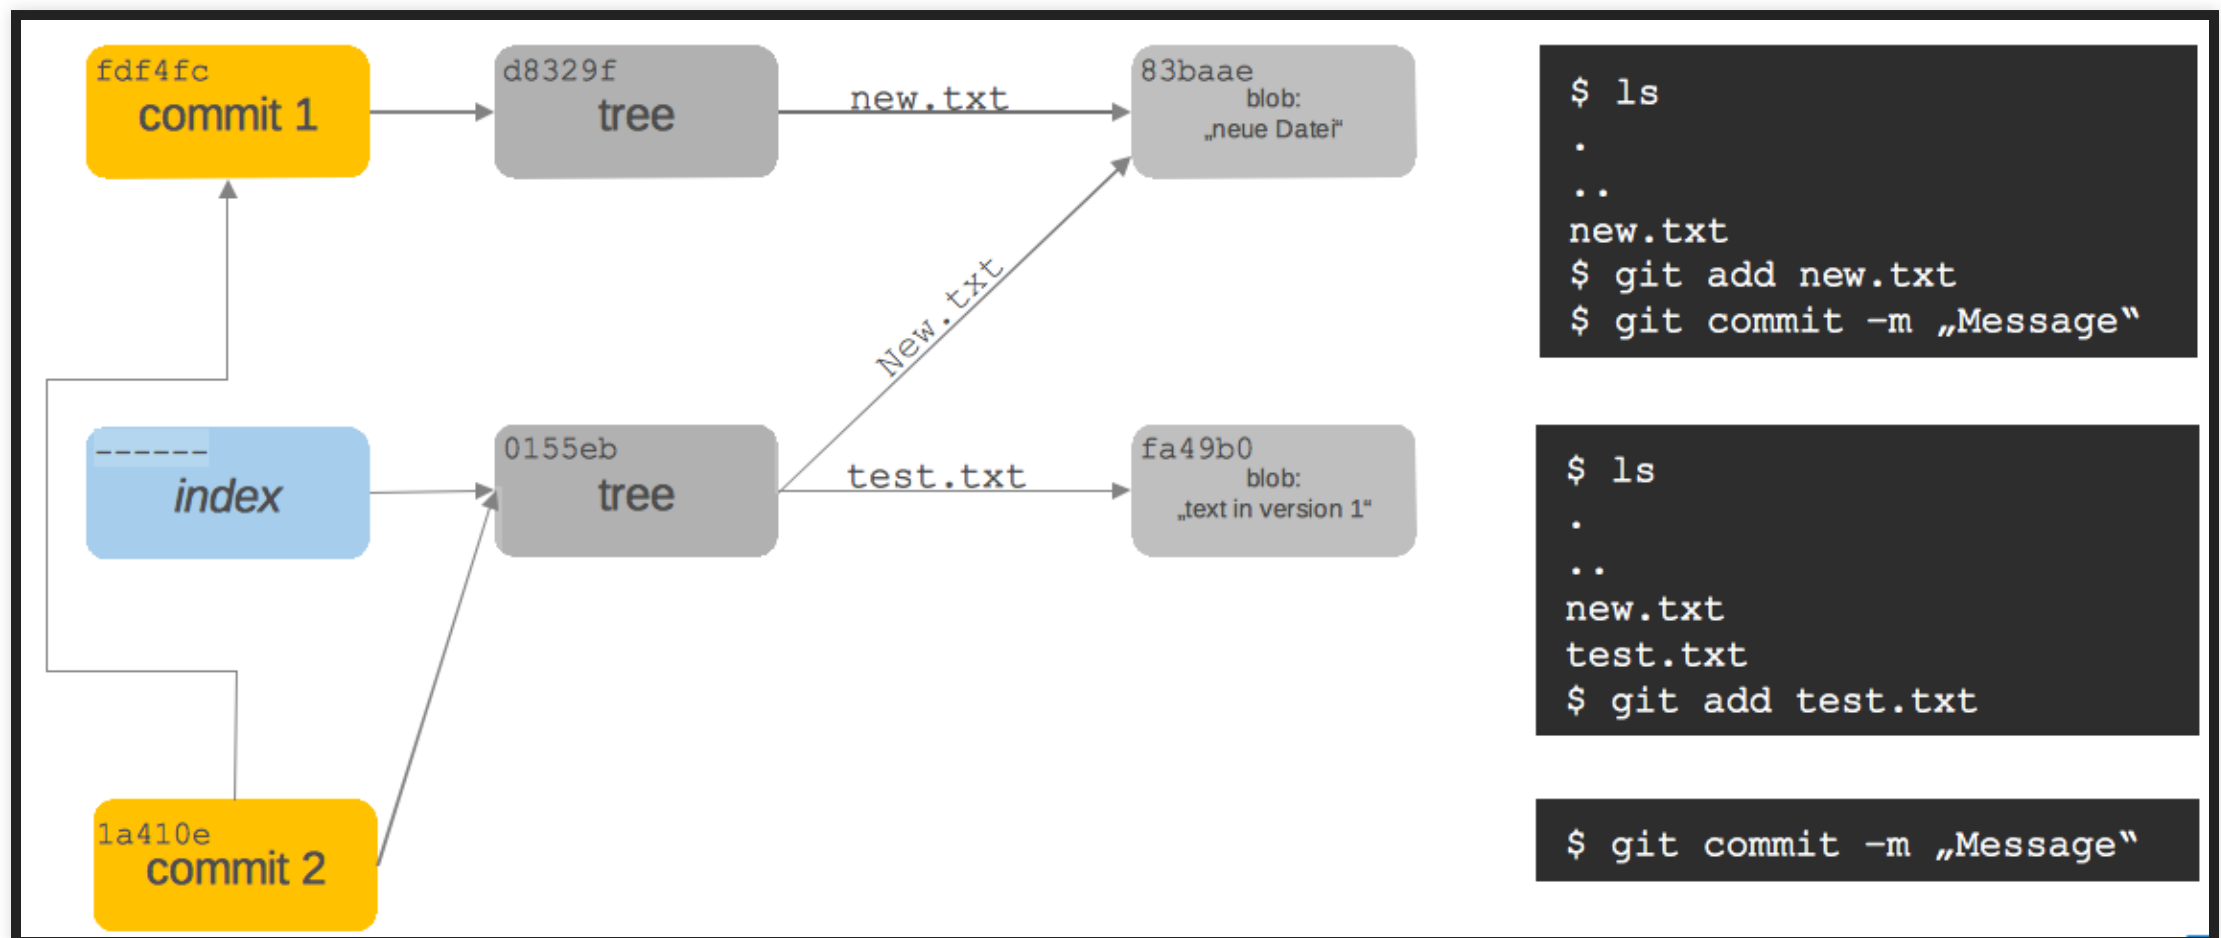 fdf4fc
commit 1
d8329f
tree
new.txt
83baae
blob:
„neue Datei“
$ ls
.
..
new.txt
$ git add new.txt
$ git commit –m „Message“
New.txt
------
index
0155eb
tree
test.txt
fa49b0
blob:
„text in version 1“
$ ls
.
..
new.txt
test.txt
$ git add test.txt
1a410e
commit 2
$ git commit –m „Message“